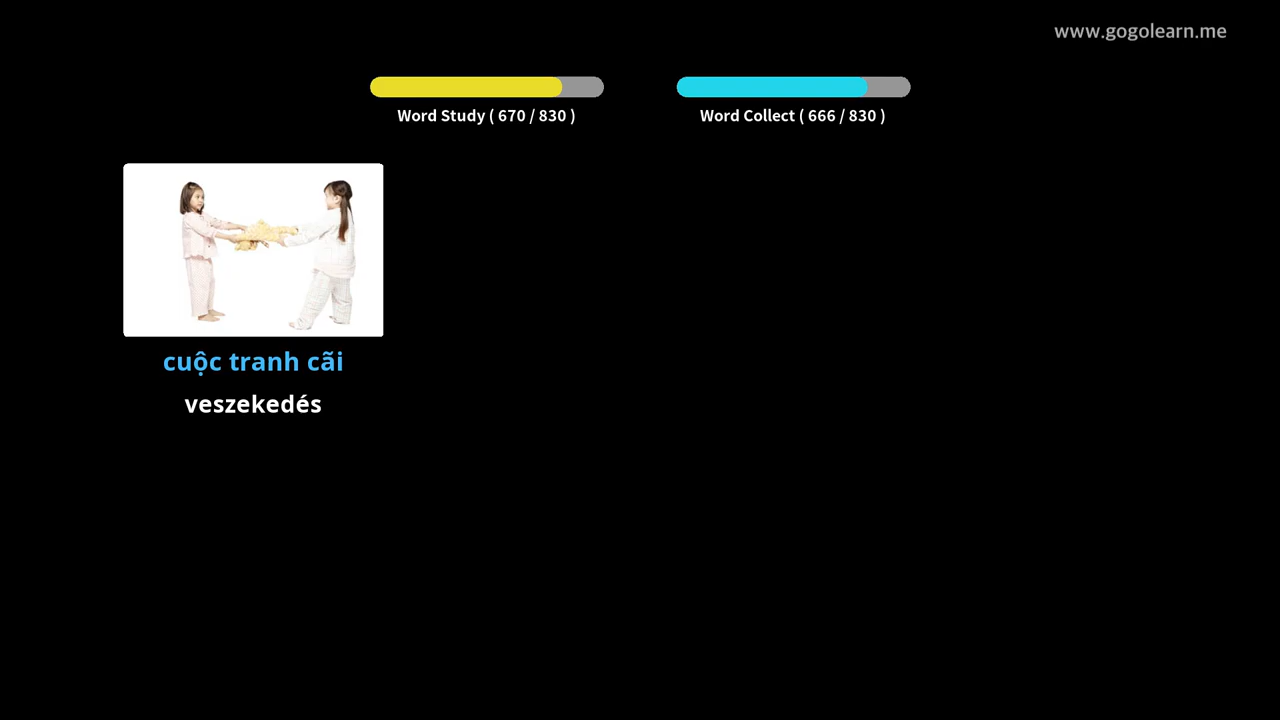 www.gogolearn.me
Word Study ( 670 / 830 )
Word Collect ( 666 / 830 )
cuộc tranh cãi
veszekedés